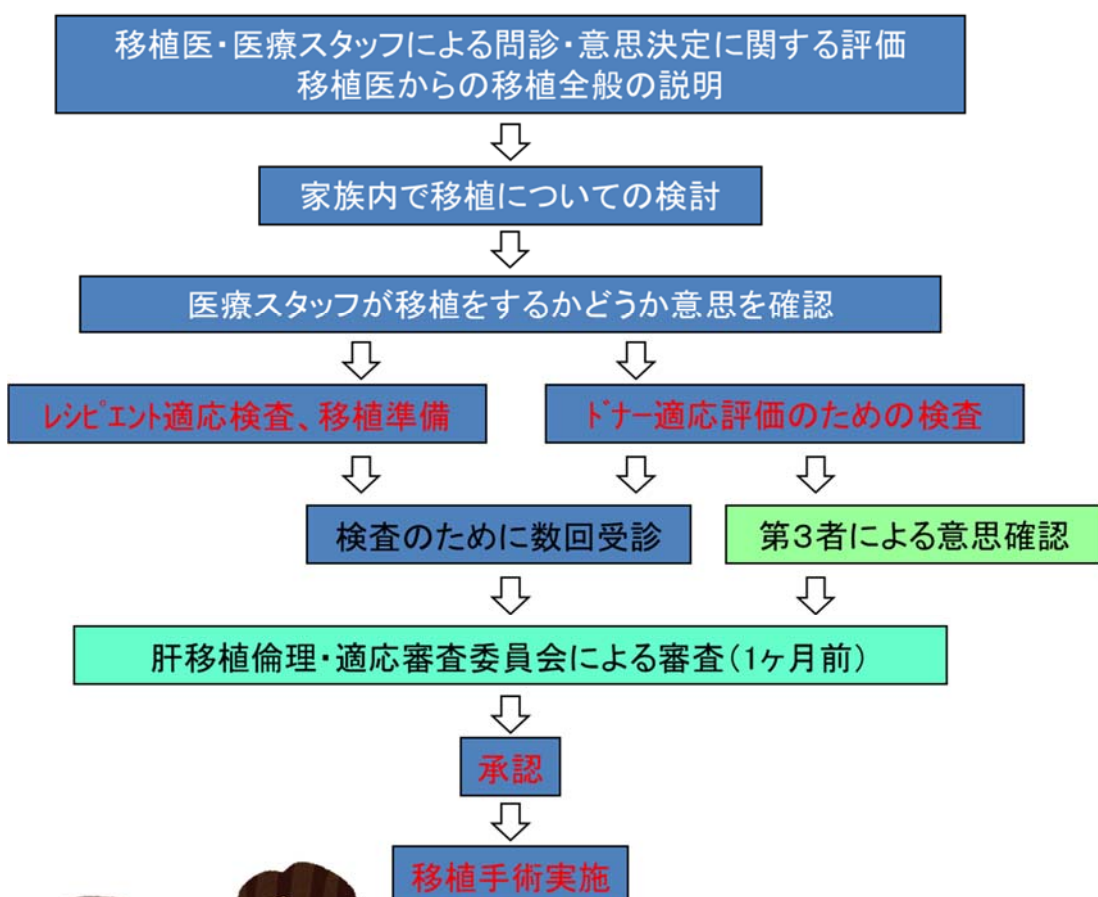 移植医・医療スタッフによる問診・意思決定に関する評価
移植医からの移植全般の説明
家族内で移植についての検討
医療スタッフが移植をするかどうか意思を確認
ﾚｼﾋﾟｴﾝﾄ適応検査、移植準備
ﾄﾞﾅｰ適応評価のための検査
検査のために数回受診
第３者による意思確認
肝移植倫理・適応審査委員会による審査(1ヶ月前)
承認
移植手術実施